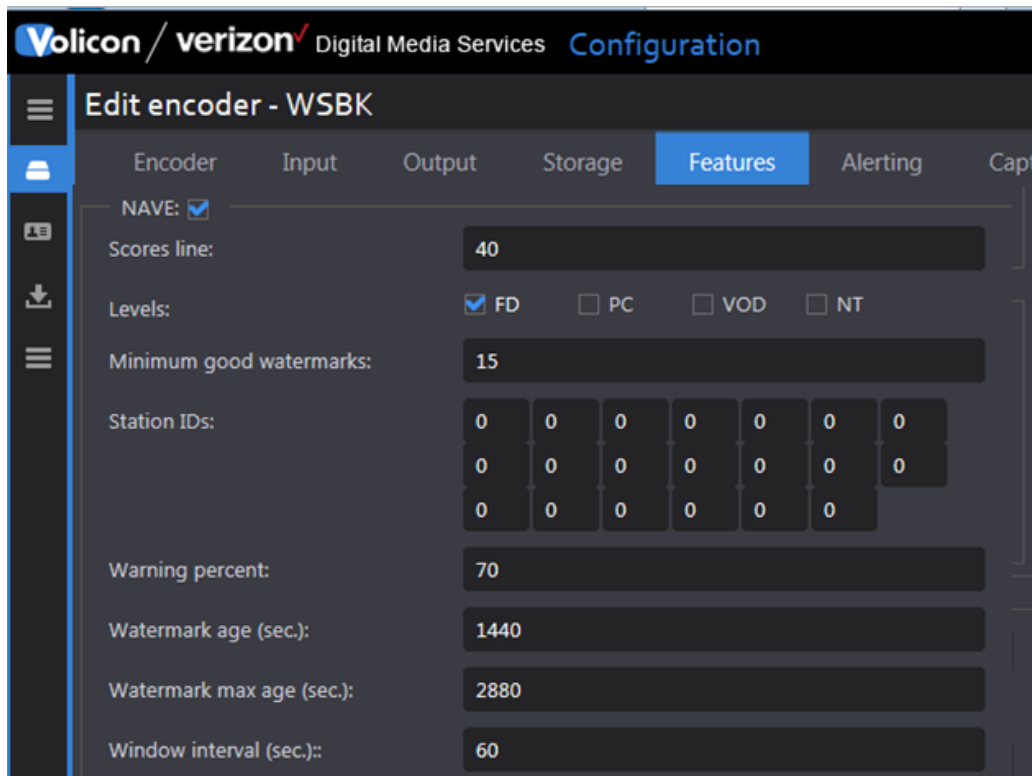 Volicon / verizon✓ Digital Media Services Configuration
Edit encoder - WSBK
Encoder Input Output Storage Features Alerting Capt
NAVE:
Scores line: 40
Levels: FD PC VOD NT
Minimum good watermarks: 15
Station IDs: 0 0 0 0 0 0 0
0 0 0 0 0 0 0
0 0 0 0 0 0
Warning percent: 70
Watermark age (sec.): 1440
Watermark max age (sec.): 2880
Window interval (sec.):: 60